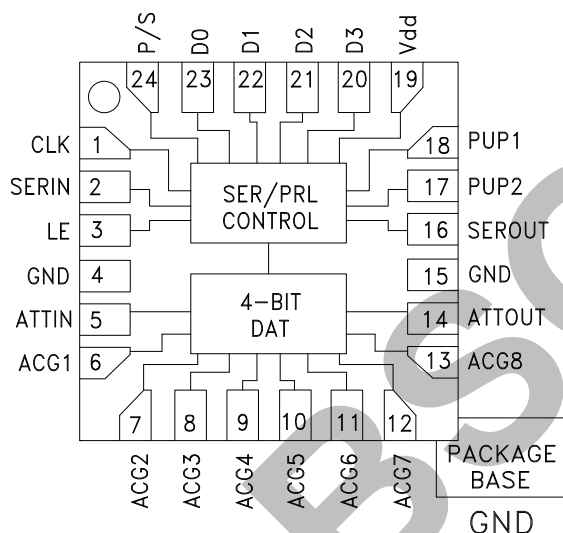 P/S D0 D1 D2 D3 Vdd
24 23 22 21 20 19
CLK 1
18 PUP1
SERIN 2
17 PUP2
SER/PRL
CONTROL
LE 3
16 SEROUT
GND 4
15 GND
4-BIT
DAT
ATTIN 5
14 ATTOUT
ACG1 6
13 ACG8
7 8 9 10 11 12
ACG2 ACG3 ACG4 ACG5 ACG6 ACG7
PACKAGE
BASE
GND